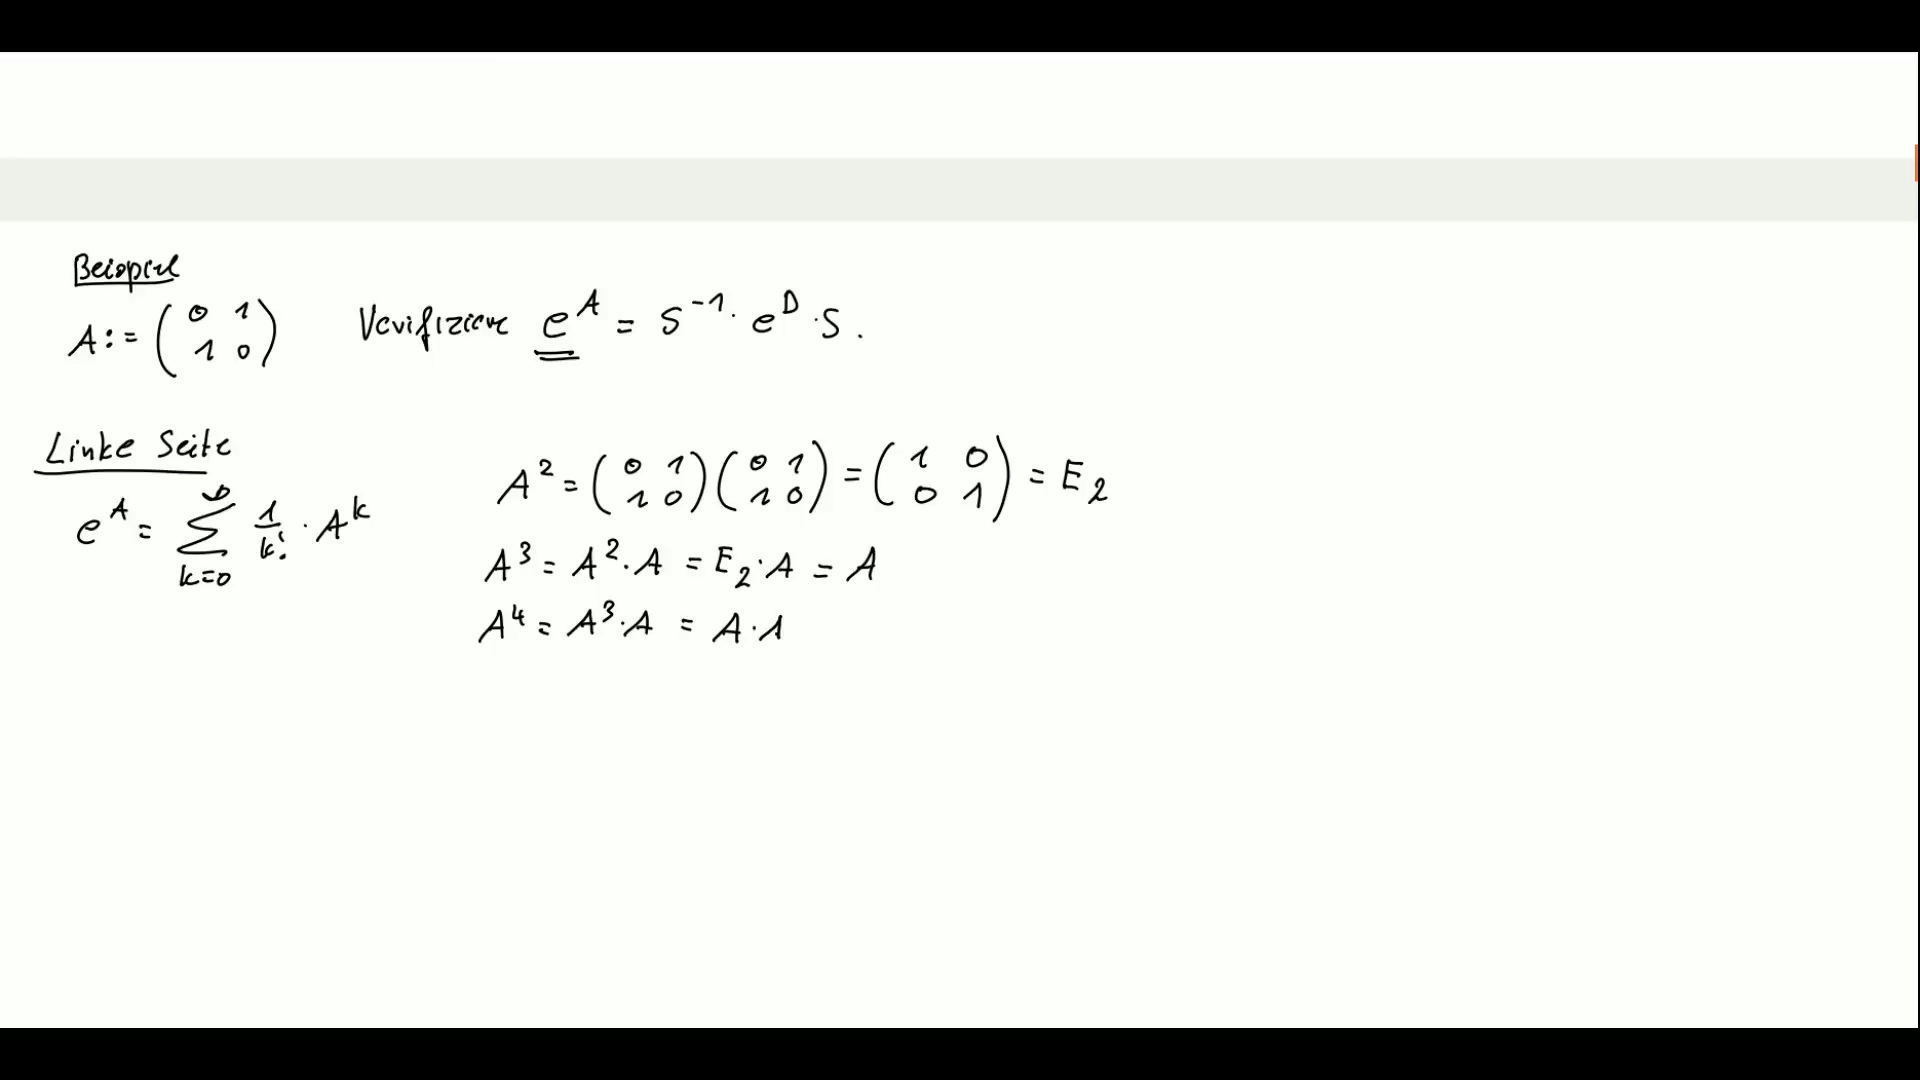 Beispiel
A := ( 0 1 ; 1 0 ) Verifiziere e^A = S^-1 · e^D · S.
Linke Seite
e^A = ∑_{k=0}^{∞} 1/k! · A^k
A^2 = ( 0 1 ; 1 0 ) ( 0 1 ; 1 0 ) = ( 1 0 ; 0 1 ) = E_2
A^3 = A^2 · A = E_2 · A = A
A^4 = A^3 · A = A ·